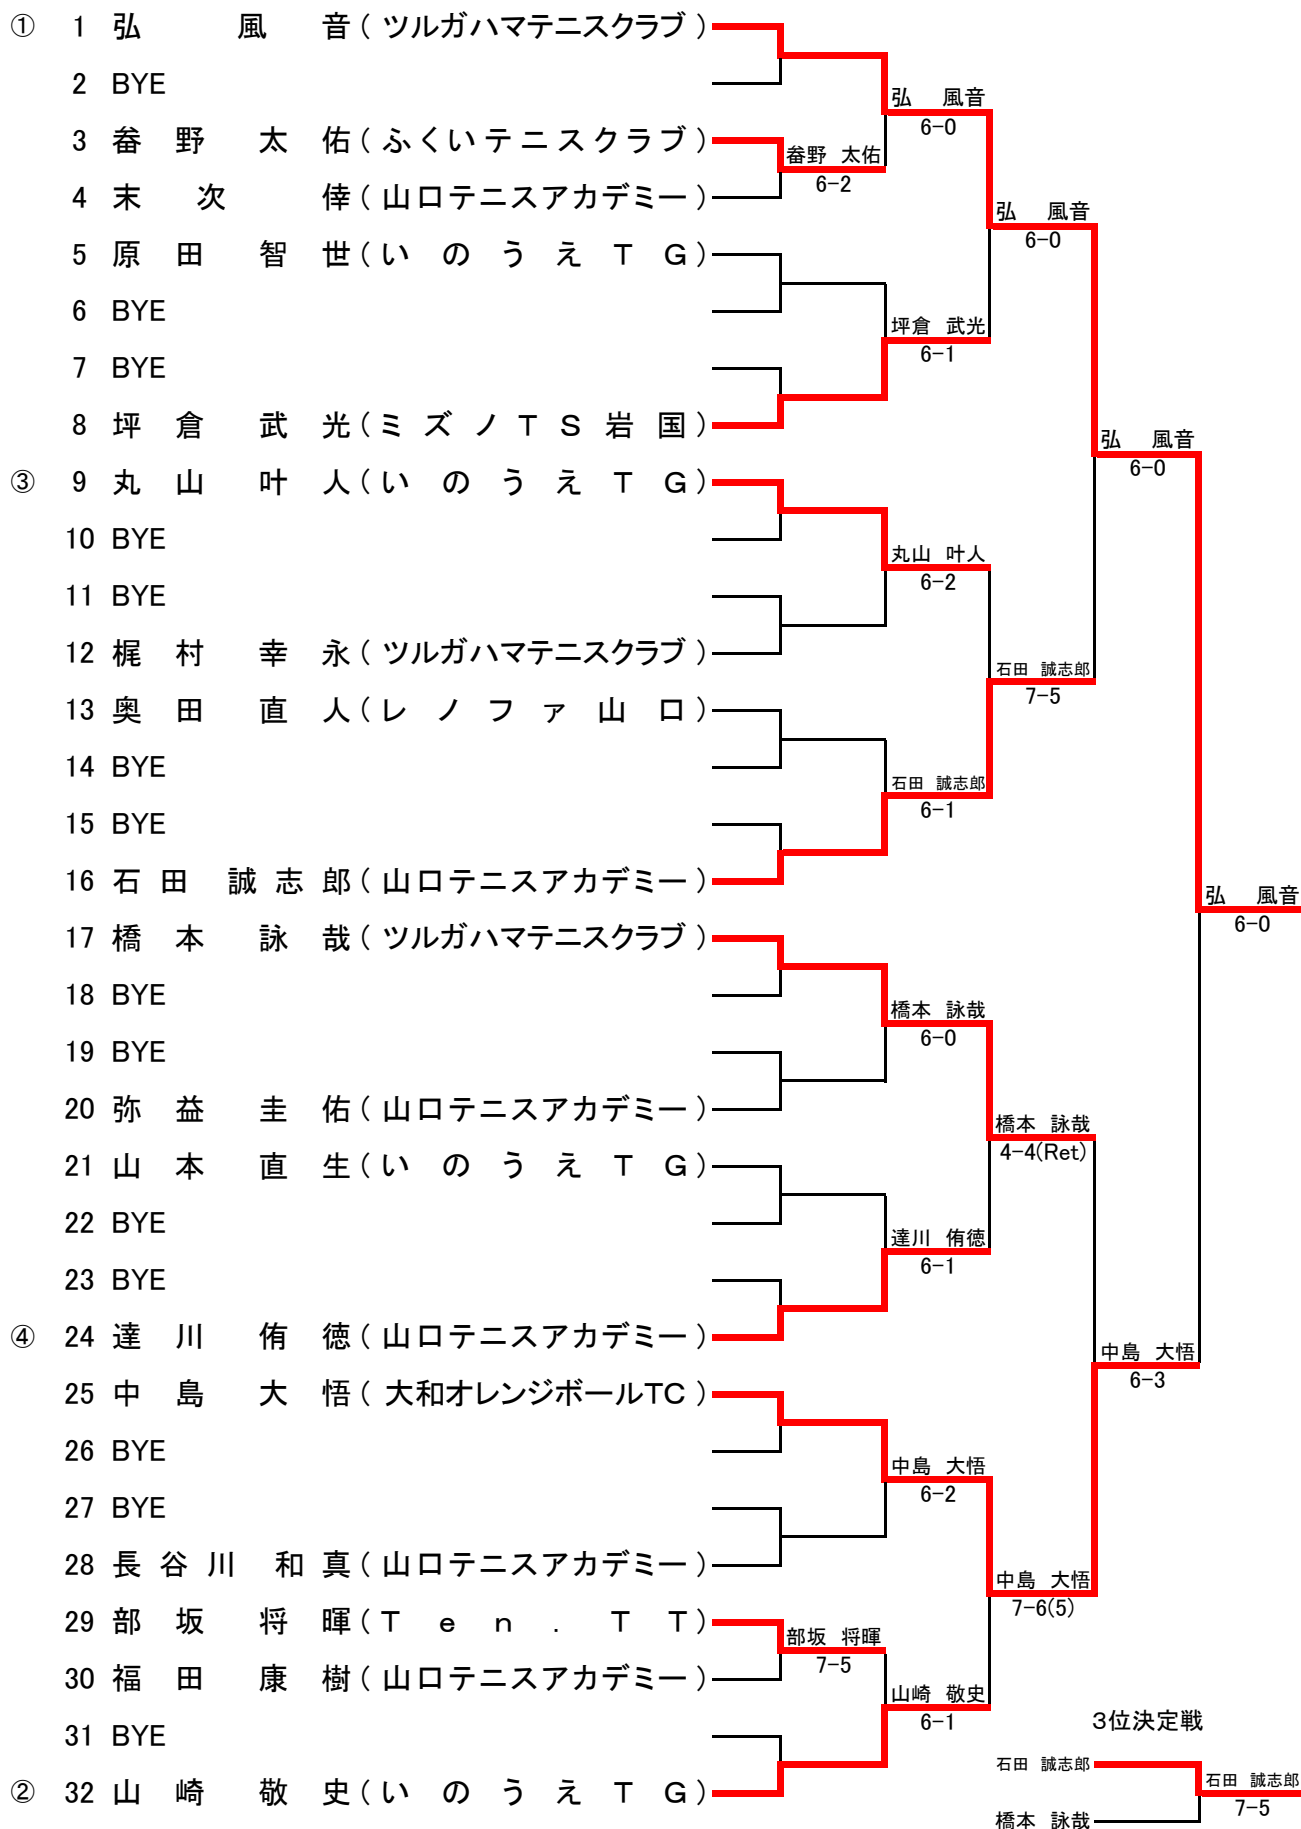 ① 1 弘 風 音 ( ツルガハマテニスクラブ )
2 BYE
弘 風音
6-0
3 畚 野 太 佑 ( ふくいテニスクラブ )
畚野 太佑
6-2
4 末 次 倖 ( 山口テニスアカデミー )
弘 風音
6-0
5 原 田 智 世 ( い の う え T G )
6 BYE
坪倉 武光
6-1
7 BYE
8 坪 倉 武 光 ( ミ ズ ノ T S 岩 国 )
弘 風音
6-0
③ 9 丸 山 叶 人 ( い の う え T G )
10 BYE
丸山 叶人
6-2
11 BYE
12 梶 村 幸 永 ( ツルガハマテニスクラブ )
石田 誠志郎
7-5
13 奥 田 直 人 ( レ ノ フ ァ 山 口 )
14 BYE
石田 誠志郎
6-1
15 BYE
16 石 田 誠 志 郎 ( 山口テニスアカデミー )
弘 風音
6-0
17 橋 本 詠 哉 ( ツルガハマテニスクラブ )
18 BYE
橋本 詠哉
6-0
19 BYE
20 弥 益 圭 佑 ( 山口テニスアカデミー )
橋本 詠哉
4-4(Ret)
21 山 本 直 生 ( い の う え T G )
22 BYE
達川 侑徳
6-1
23 BYE
④ 24 達 川 侑 徳 ( 山口テニスアカデミー )
中島 大悟
6-3
25 中 島 大 悟 ( 大和オレンジボールTC )
26 BYE
中島 大悟
6-2
27 BYE
28 長 谷 川 和 真 ( 山口テニスアカデミー )
中島 大悟
7-6(5)
29 部 坂 将 暉 ( T e n . T T )
部坂 将暉
7-5
30 福 田 康 樹 ( 山口テニスアカデミー )
山崎 敬史
6-1
31 BYE
② 32 山 崎 敬 史 ( い の う え T G )
3位決定戦
石田 誠志郎
石田 誠志郎
7-5
橋本 詠哉